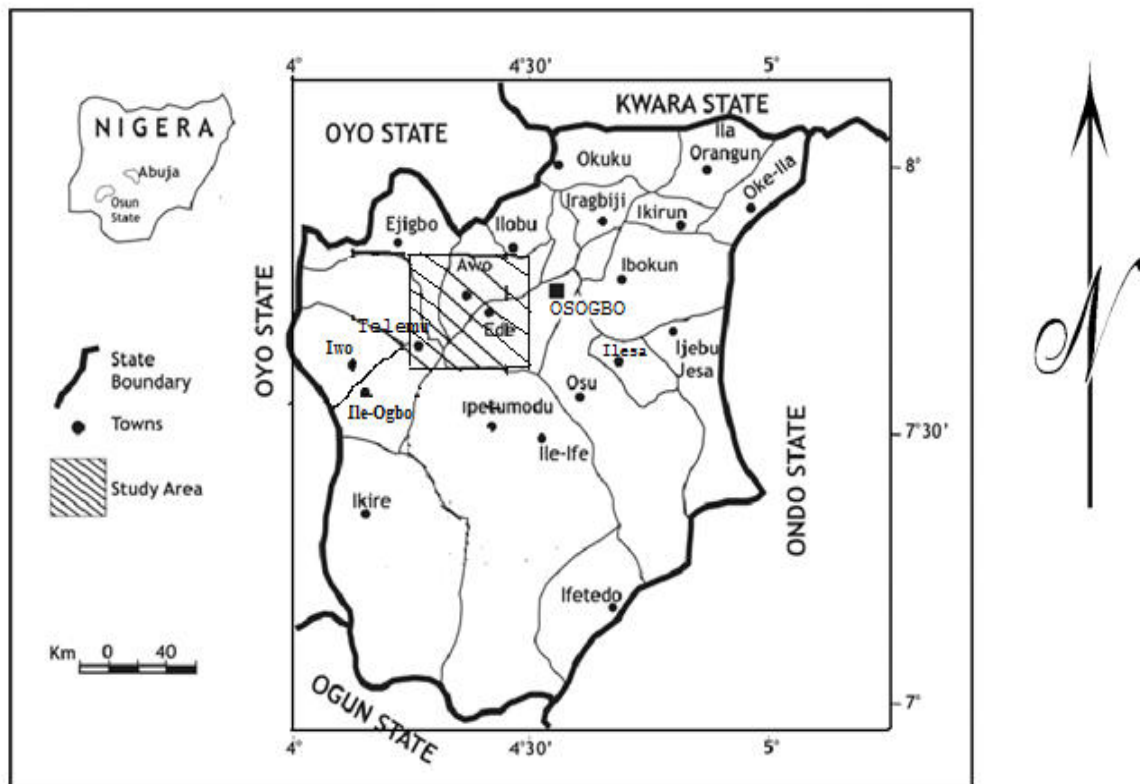 4°
4°30'
5°
KWARA STATE
OYO STATE
NIGERA
Abuja
Osun
State
Ila
Orangun
Okuku
8°
Oke-Ila
Iragbiji
Ikirun
Ejigbo
Ilobu
Awo
Ibokun
OSOGBO
Ede
Telemu
OYO STATE
Iwo
Ilesa
Ijebu
Jesa
State
Boundary
Osu
Ile-Ogbo
Ipetumodu
Towns
7°30'
Ile-Ife
Study Area
Ikire
ONDO STATE
Ifetedo
Km 0 20 40
7°
OGUN STATE
4°
4°30'
5°
N